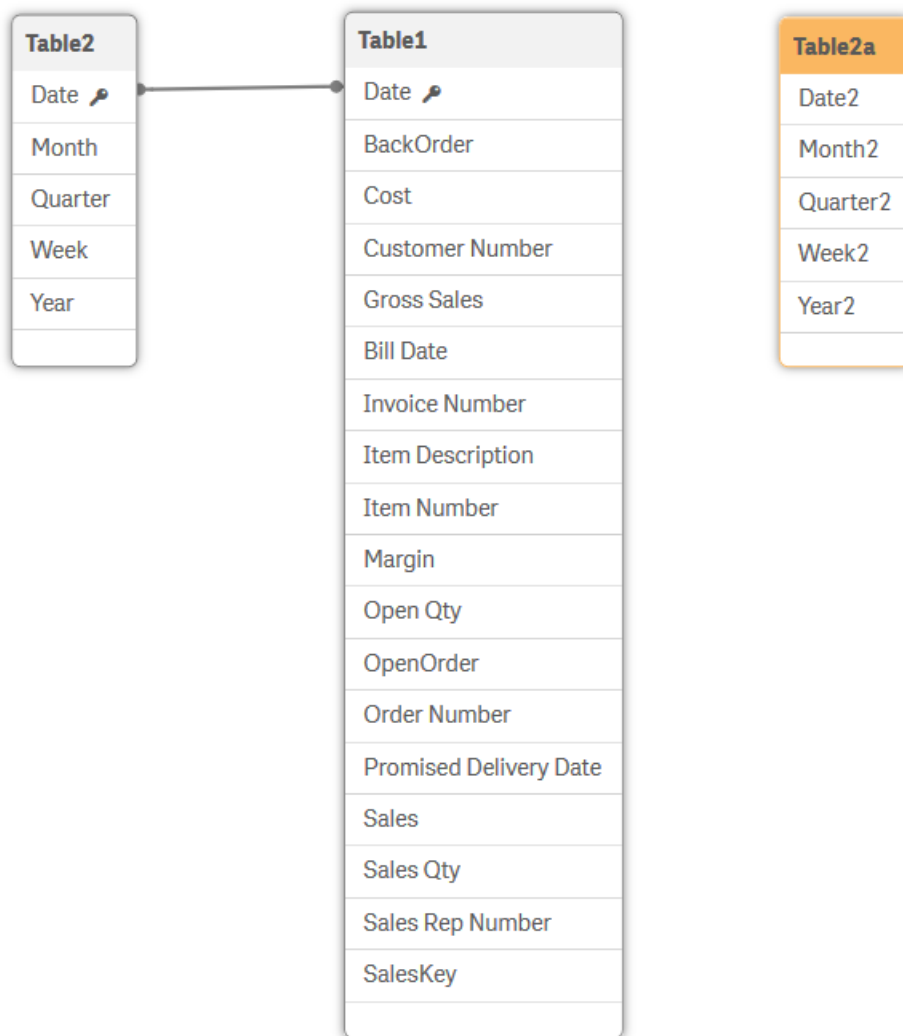 Table2
Date
Month
Quarter
Week
Year
Table1
Date
BackOrder
Cost
Customer Number
Gross Sales
Bill Date
Invoice Number
Item Description
Item Number
Margin
Open Qty
OpenOrder
Order Number
Promised Delivery Date
Sales
Sales Qty
Sales Rep Number
SalesKey
Table2a
Date2
Month2
Quarter2
Week2
Year2